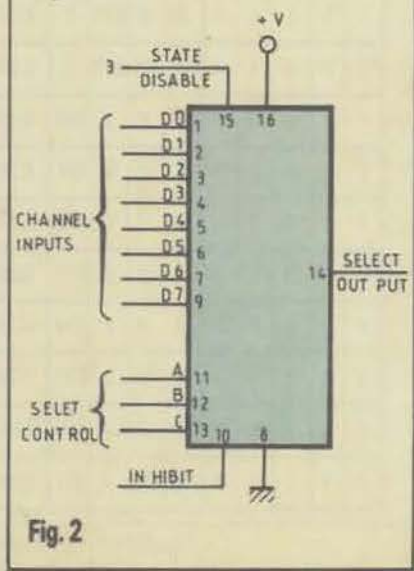 + V
3 STATE
DISABLE
15 16
D0 1
D1 2
D2 3
D3 4
D4 5
D5 6
D6 7
D7 9
CHANNEL
INPUTS
14 SELECT
OUT PUT
A 11
B 12
C 13
SELET
CONTROL
10 8
IN HIBIT
Fig. 2